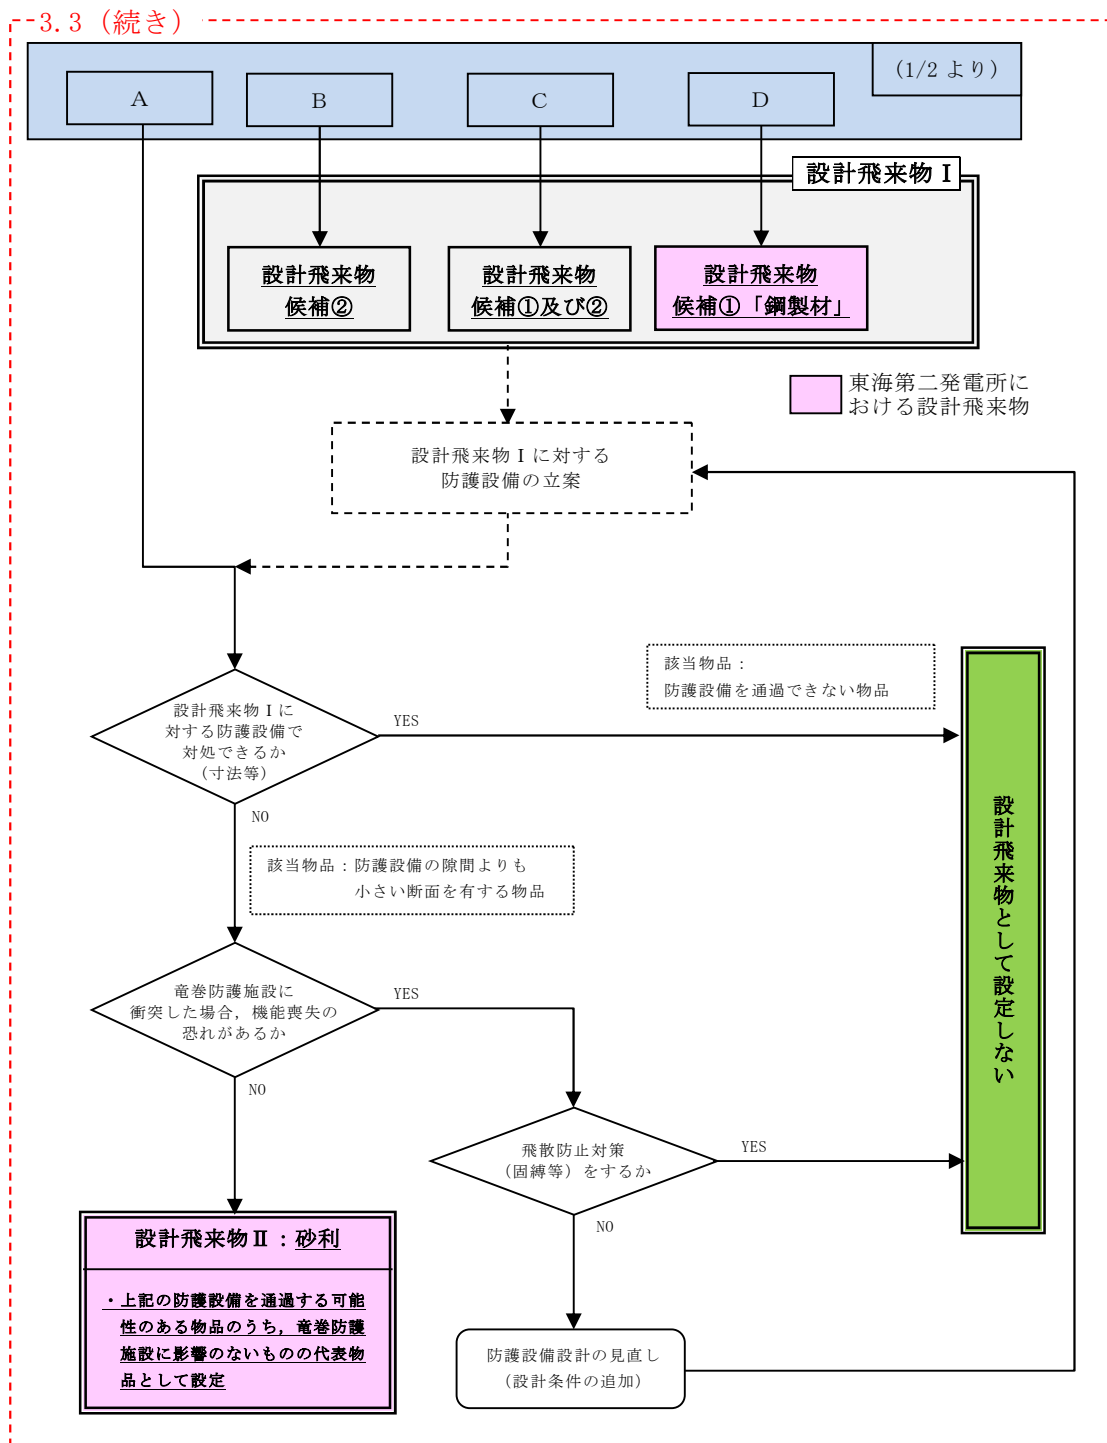 3.3（続き）
（1/2 より）
A
B
C
D
設計飛来物Ⅰ
設計飛来物
候補②
設計飛来物
候補①及び②
設計飛来物
候補①「鋼製材」
東海第二発電所に
おける設計飛来物
設計飛来物Ⅰに対する
防護設備の立案
設計飛来物Ⅰに
対する防護設備で
対処できるか
（寸法等）
YES
該当物品：
防護設備を通過できない物品
設計飛来物として設定しない
NO
該当物品：防護設備の隙間よりも
小さい断面を有する物品
竜巻防護施設に
衝突した場合，機能喪失の
恐れがあるか
YES
NO
飛散防止対策
（固縛等）をするか
YES
NO
設計飛来物Ⅱ：砂利
・上記の防護設備を通過する可能
性のある物品のうち，竜巻防護
施設に影響のないものの代表物
品として設定
防護設備設計の見直し
（設計条件の追加）